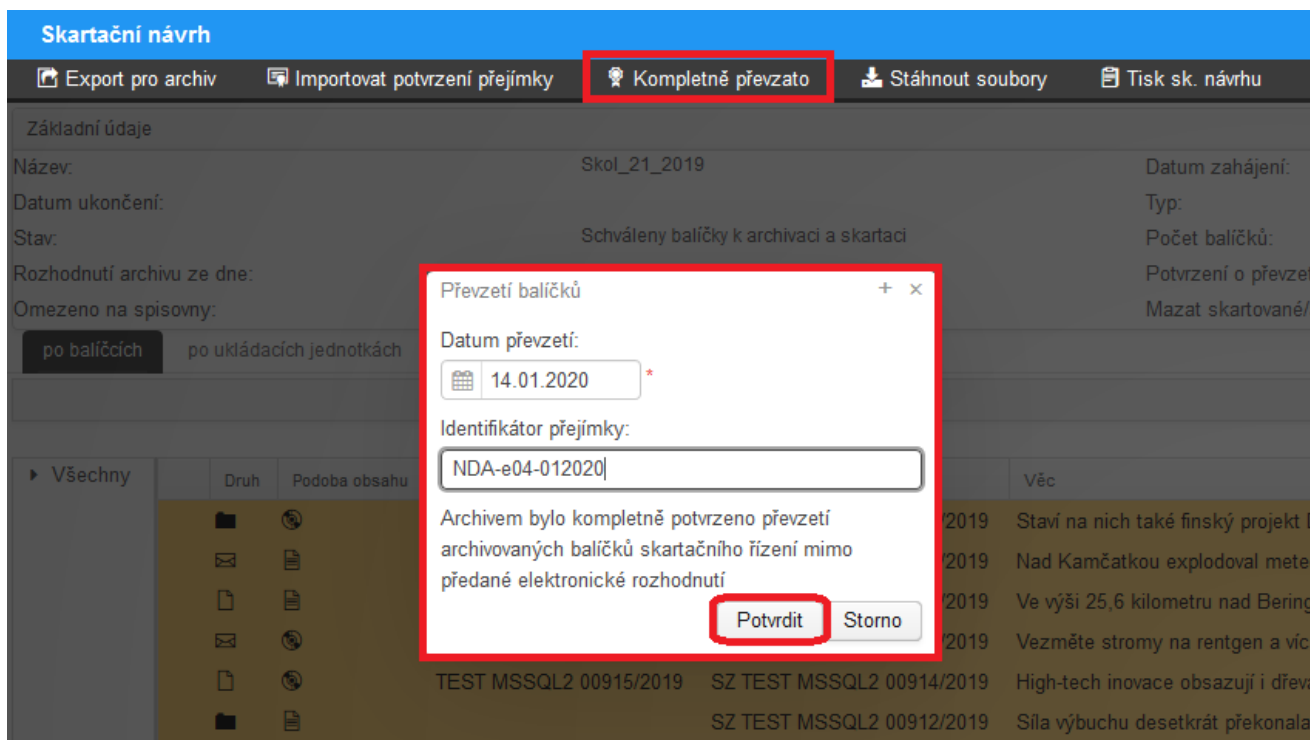 Skartační návrh
Export pro archiv Importovat potvrzení přejímky Kompletně převzato Stáhnout soubory Tisk sk. návrhu
Základní údaje
Název: Skol_21_2019 Datum zahájení:
Datum ukončení: Typ:
Stav: Schváleny balíčky k archivaci a skartaci Počet balíčků:
Rozhodnutí archivu ze dne: Potvrzení o převze
Omezeno na spisovny: Mazat skartované/
po balíčcích po ukládacích jednotkách
Převzetí balíčků
Datum převzetí:
14.01.2020 *
Identifikátor přejímky:
NDA-e04-012020
Archivem bylo kompletně potvrzeno převzetí
archivovaných balíčků skartačního řízení mimo
předané elektronické rozhodnutí
Potvrdit Storno
Všechny Druh Podoba obsahu Věc
/2019 Staví na nich také finský projekt
/2019 Nad Kamčatkou explodoval mete
/2019 Ve výši 25,6 kilometru nad Bering
/2019 Vezměte stromy na rentgen a víc
TEST MSSQL2 00915/2019 SZ TEST MSSQL2 00914/2019 High-tech inovace obsazují i dřev
SZ TEST MSSQL2 00912/2019 Síla výbuchu desetkrát překonala